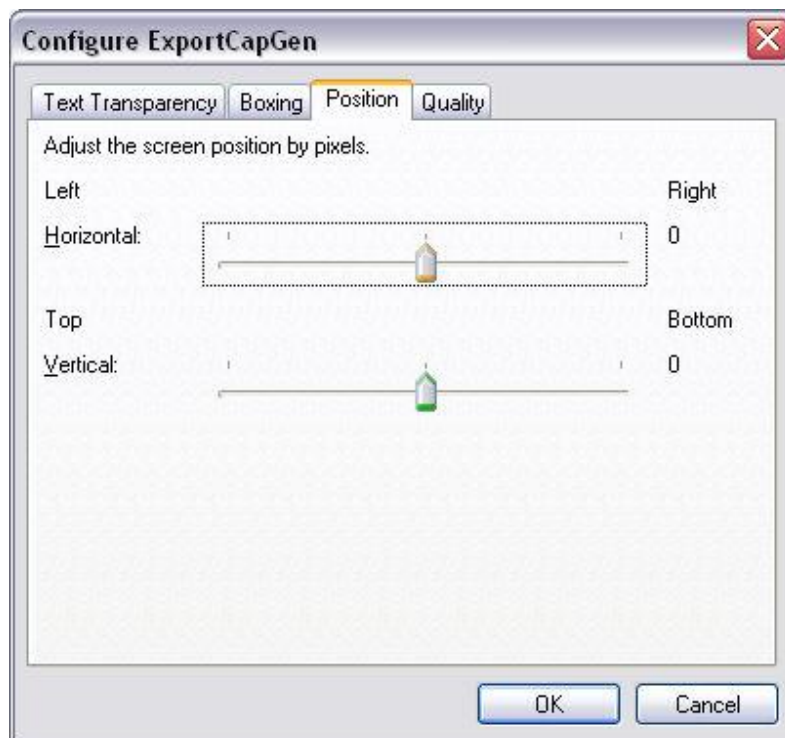 Configure ExportCapGen
Text Transparency Boxing Position Quality
Adjust the screen position by pixels.
Left Right
Horizontal: 0
Top Bottom
Vertical: 0
OK Cancel